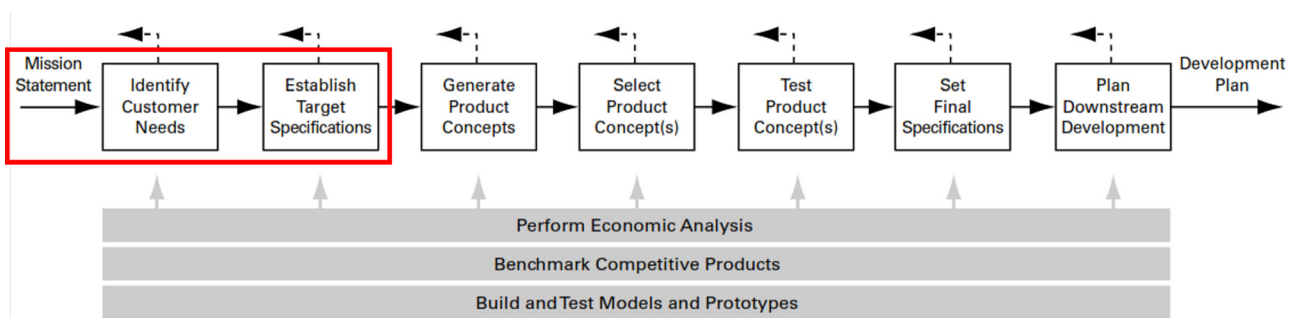 Mission
Statement
Identify
Customer
Needs
Establish
Target
Specifications
Generate
Product
Concepts
Select
Product
Concept(s)
Test
Product
Concept(s)
Set
Final
Specifications
Plan
Downstream
Development
Development
Plan
Perform Economic Analysis
Benchmark Competitive Products
Build and Test Models and Prototypes